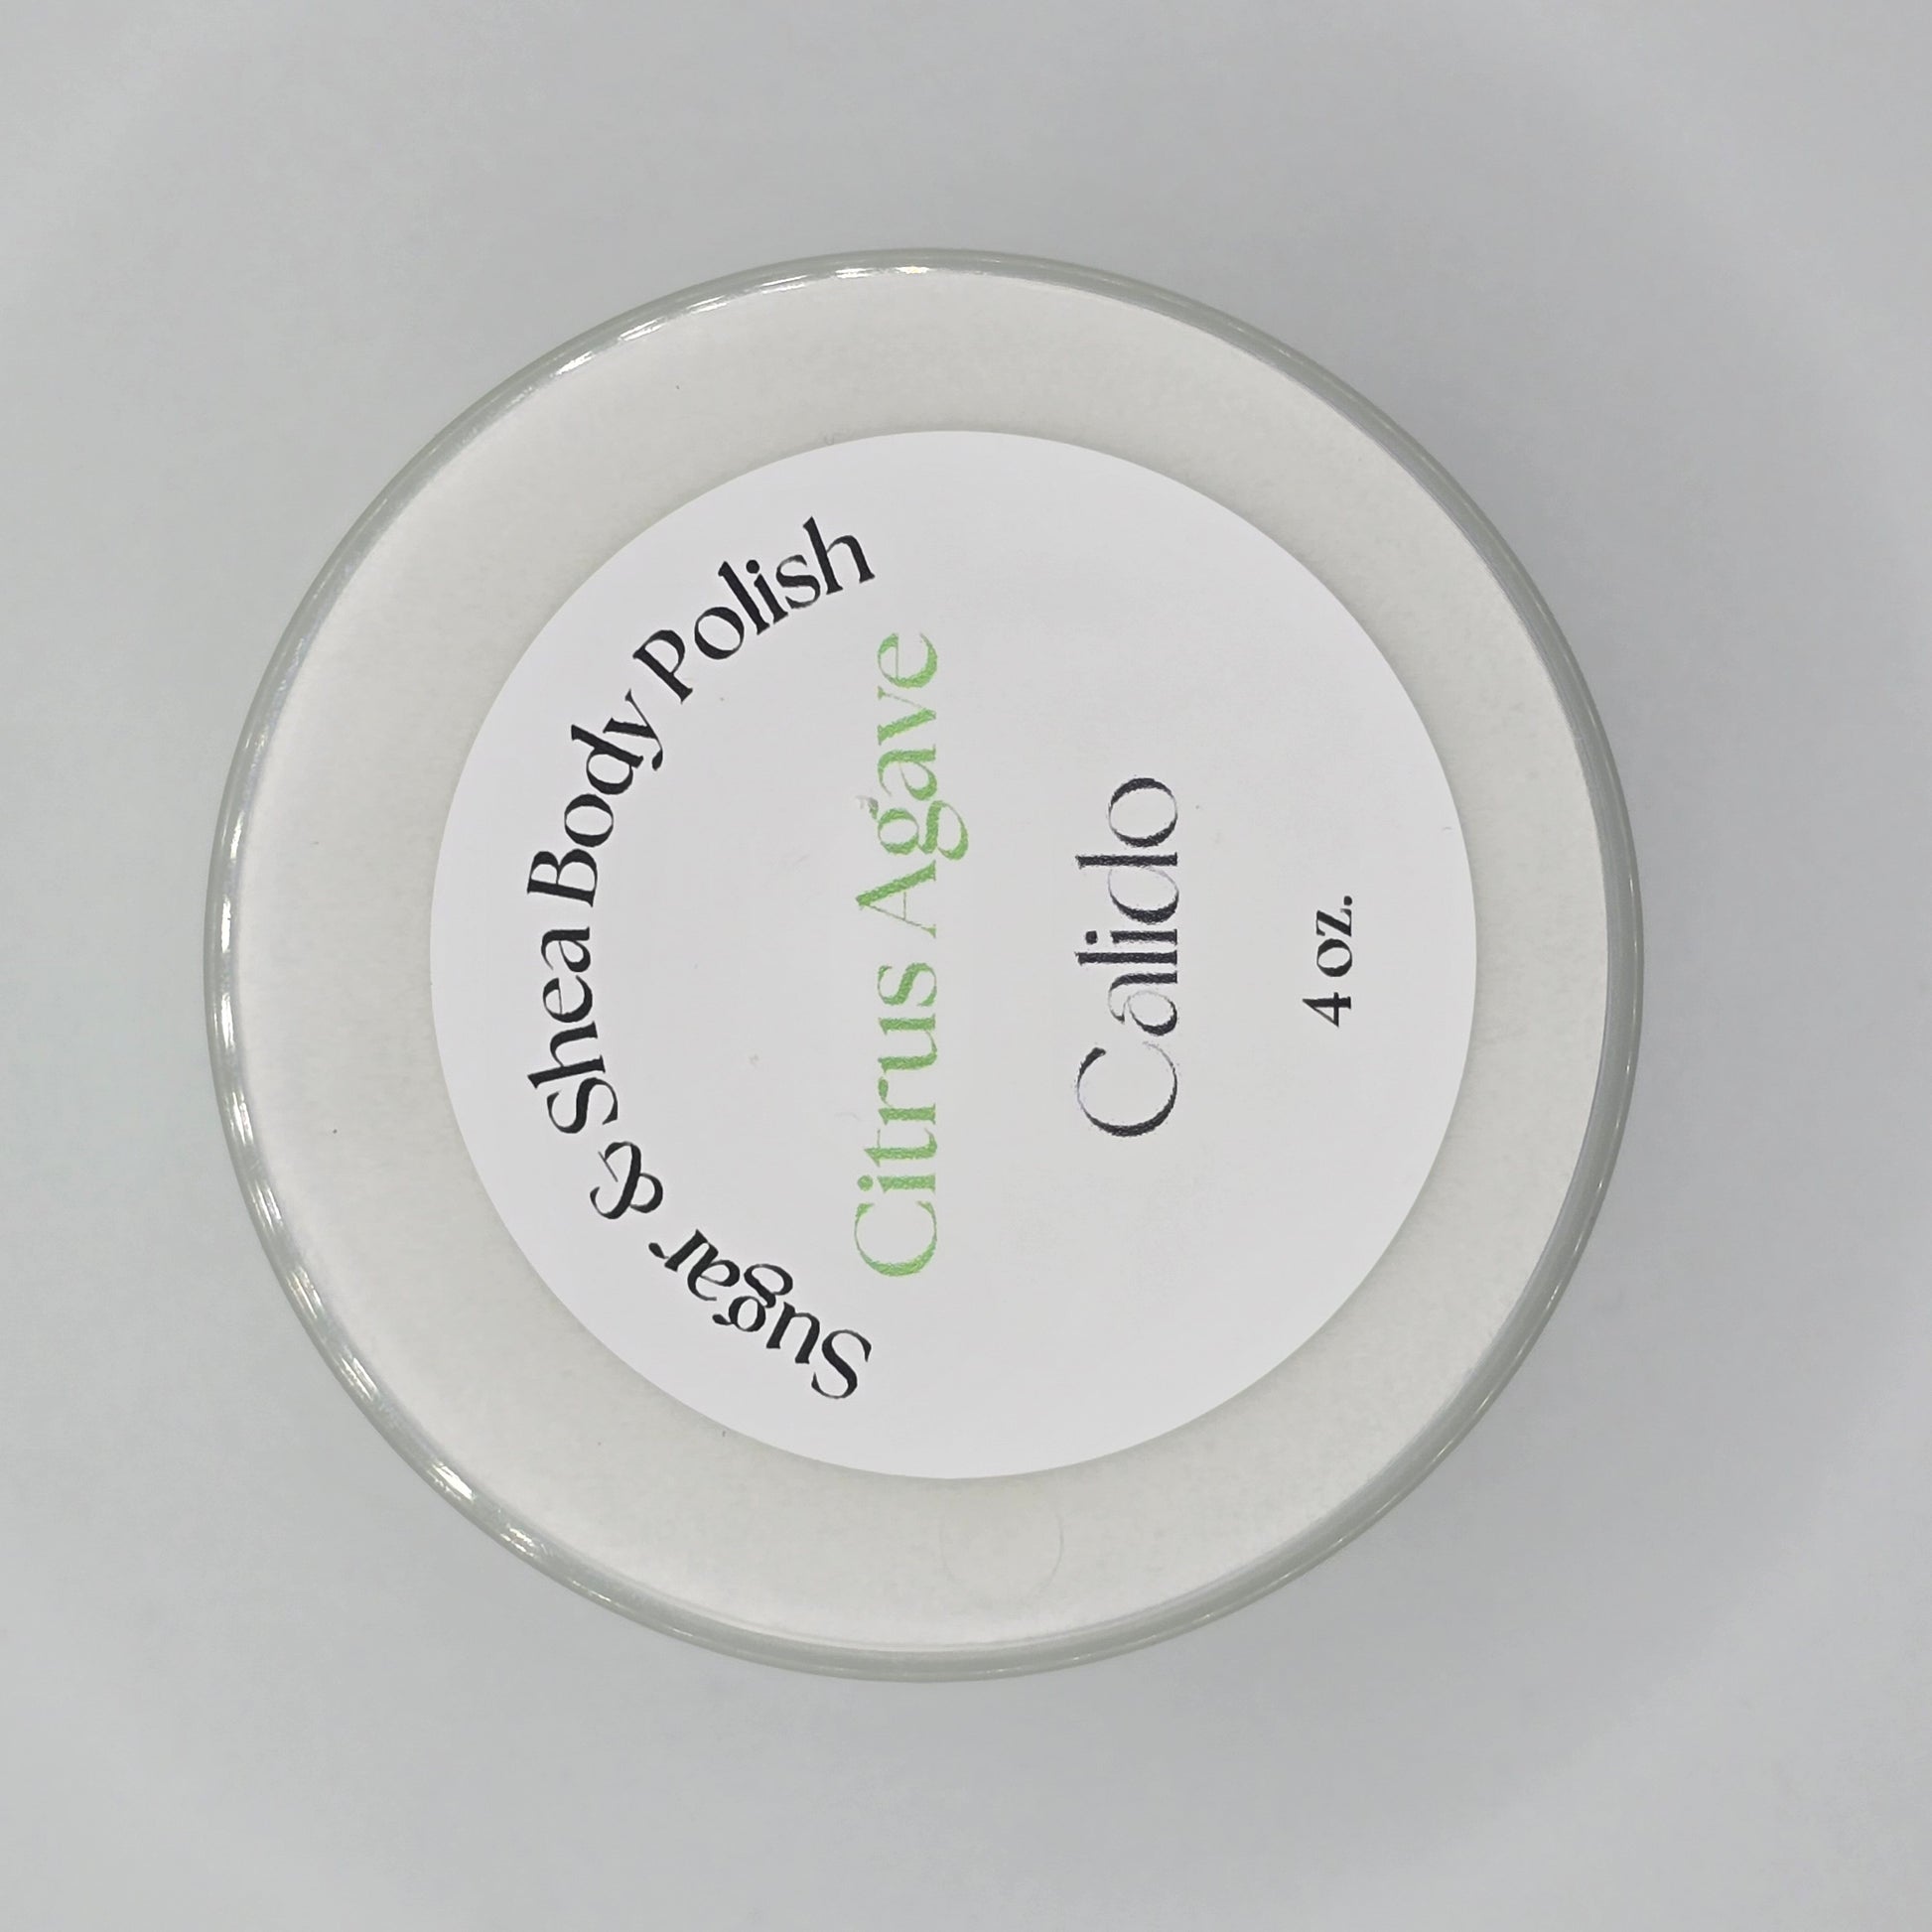 Sugar & Shea Body Polish
Citrus Agave
Calido
4 oz.